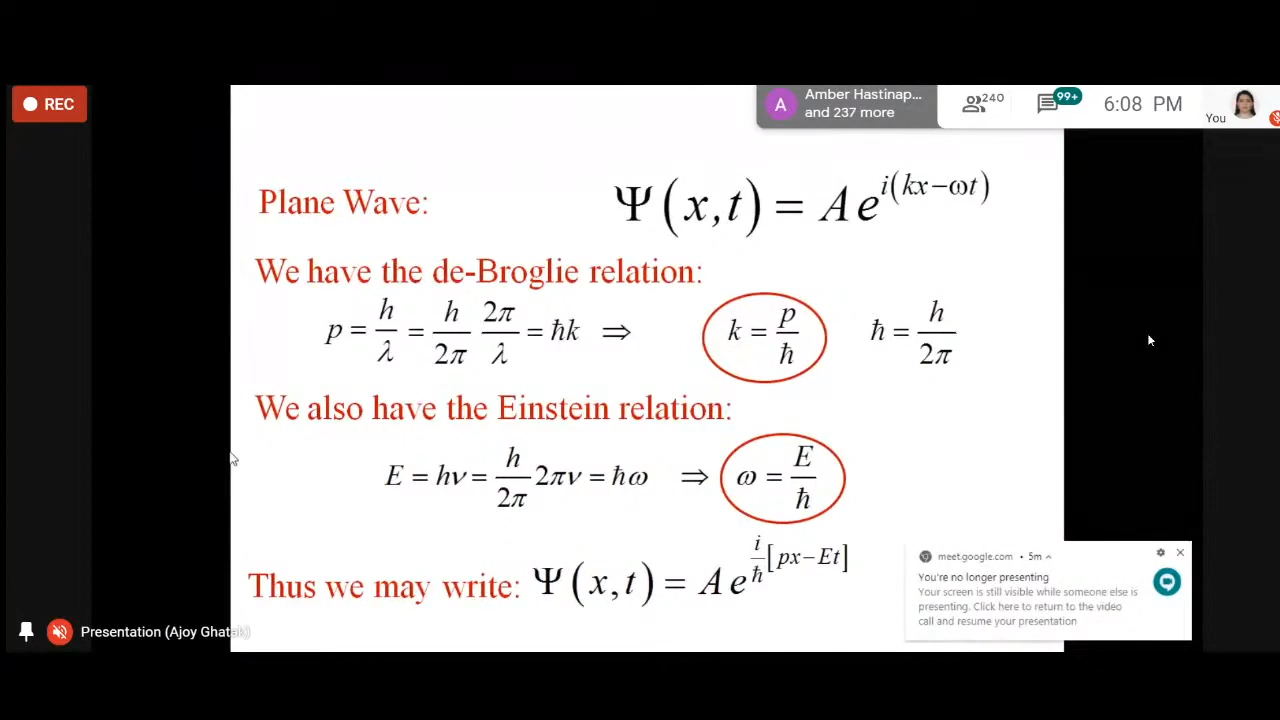 REC
Amber Hastinap...
and 237 more
A
240
99+
6:08 PM
You
Plane Wave: Ψ(x,t) = Ae^{i(kx−ωt)}
We have the de-Broglie relation:
p = h/λ = h/2π 2π/λ = ħk ⇒ k = p/ħ ħ = h/2π
We also have the Einstein relation:
E = hν = h/2π 2πν = ħω ⇒ ω = E/ħ
Thus we may write: Ψ(x,t) = Ae^{i/ħ[px−Et]}
meet.google.com • 5m
You're no longer presenting
Your screen is still visible while someone else is
presenting. Click here to return to the video
call and resume your presentation
Presentation (Ajoy Ghatak)